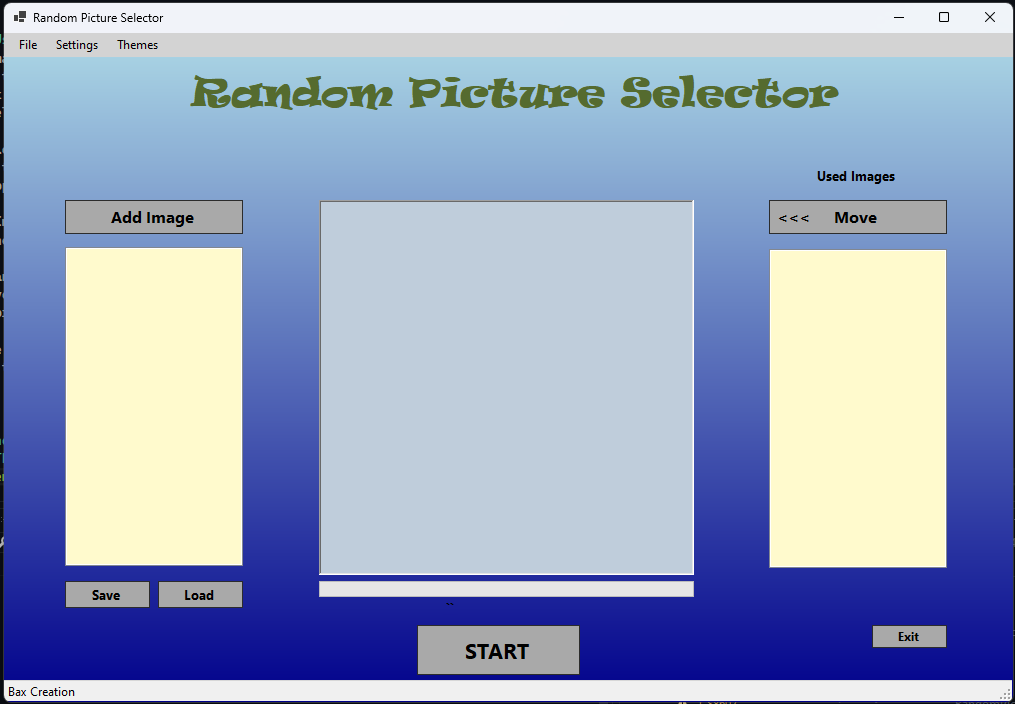 Random Picture Selector
File Settings Themes
Random Picture Selector
Used Images
Add Image
<<< Move
Save Load
``
START
Exit
Bax Creation